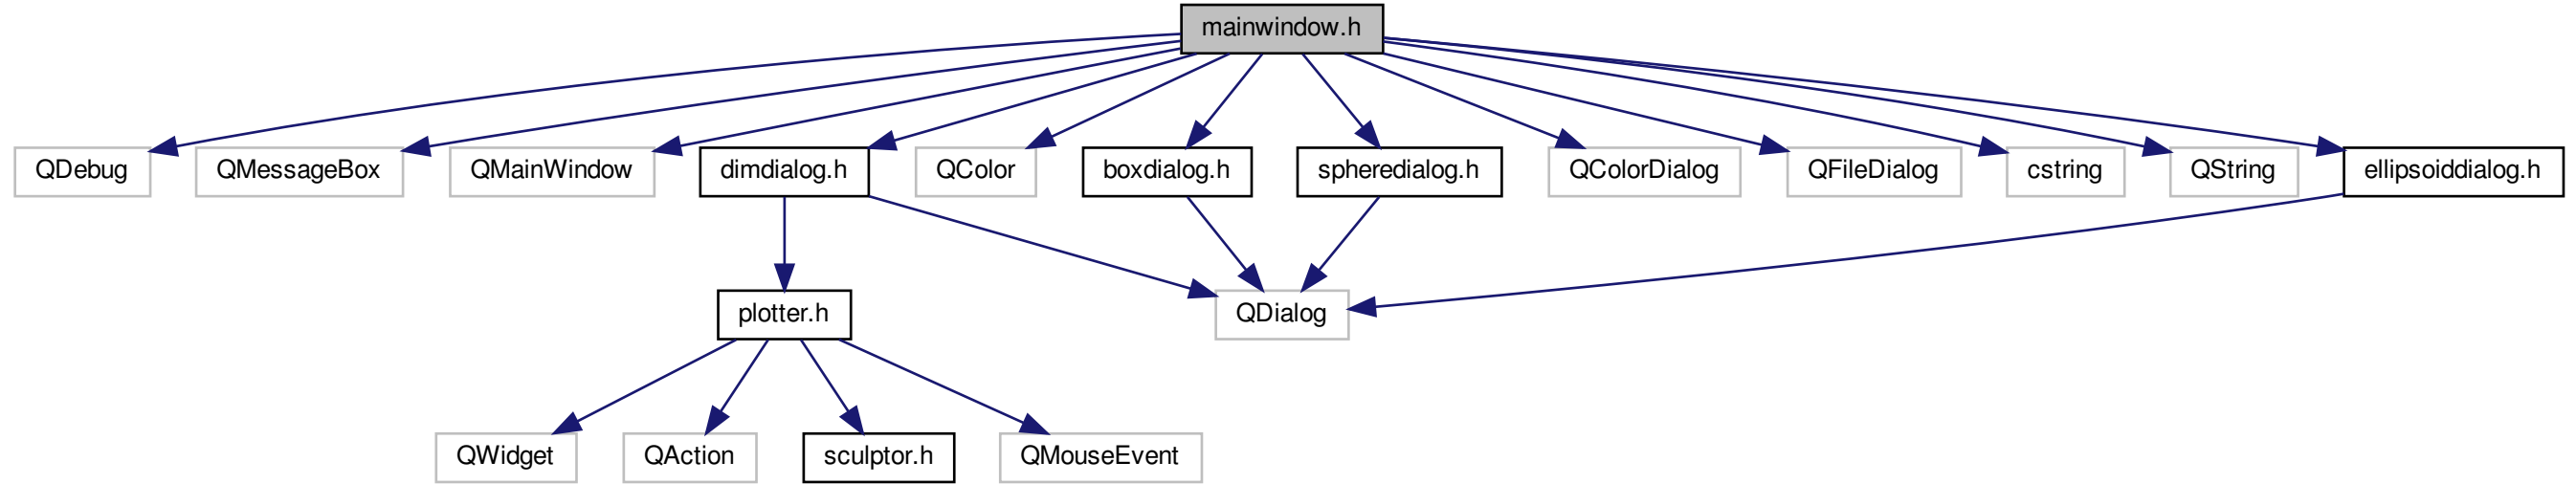 mainwindow.h
QDebug
QMessageBox
QMainWindow
dimdialog.h
QColor
boxdialog.h
spheredialog.h
QColorDialog
QFileDialog
cstring
QString
ellipsoiddialog.h
plotter.h
QDialog
QWidget
QAction
sculptor.h
QMouseEvent